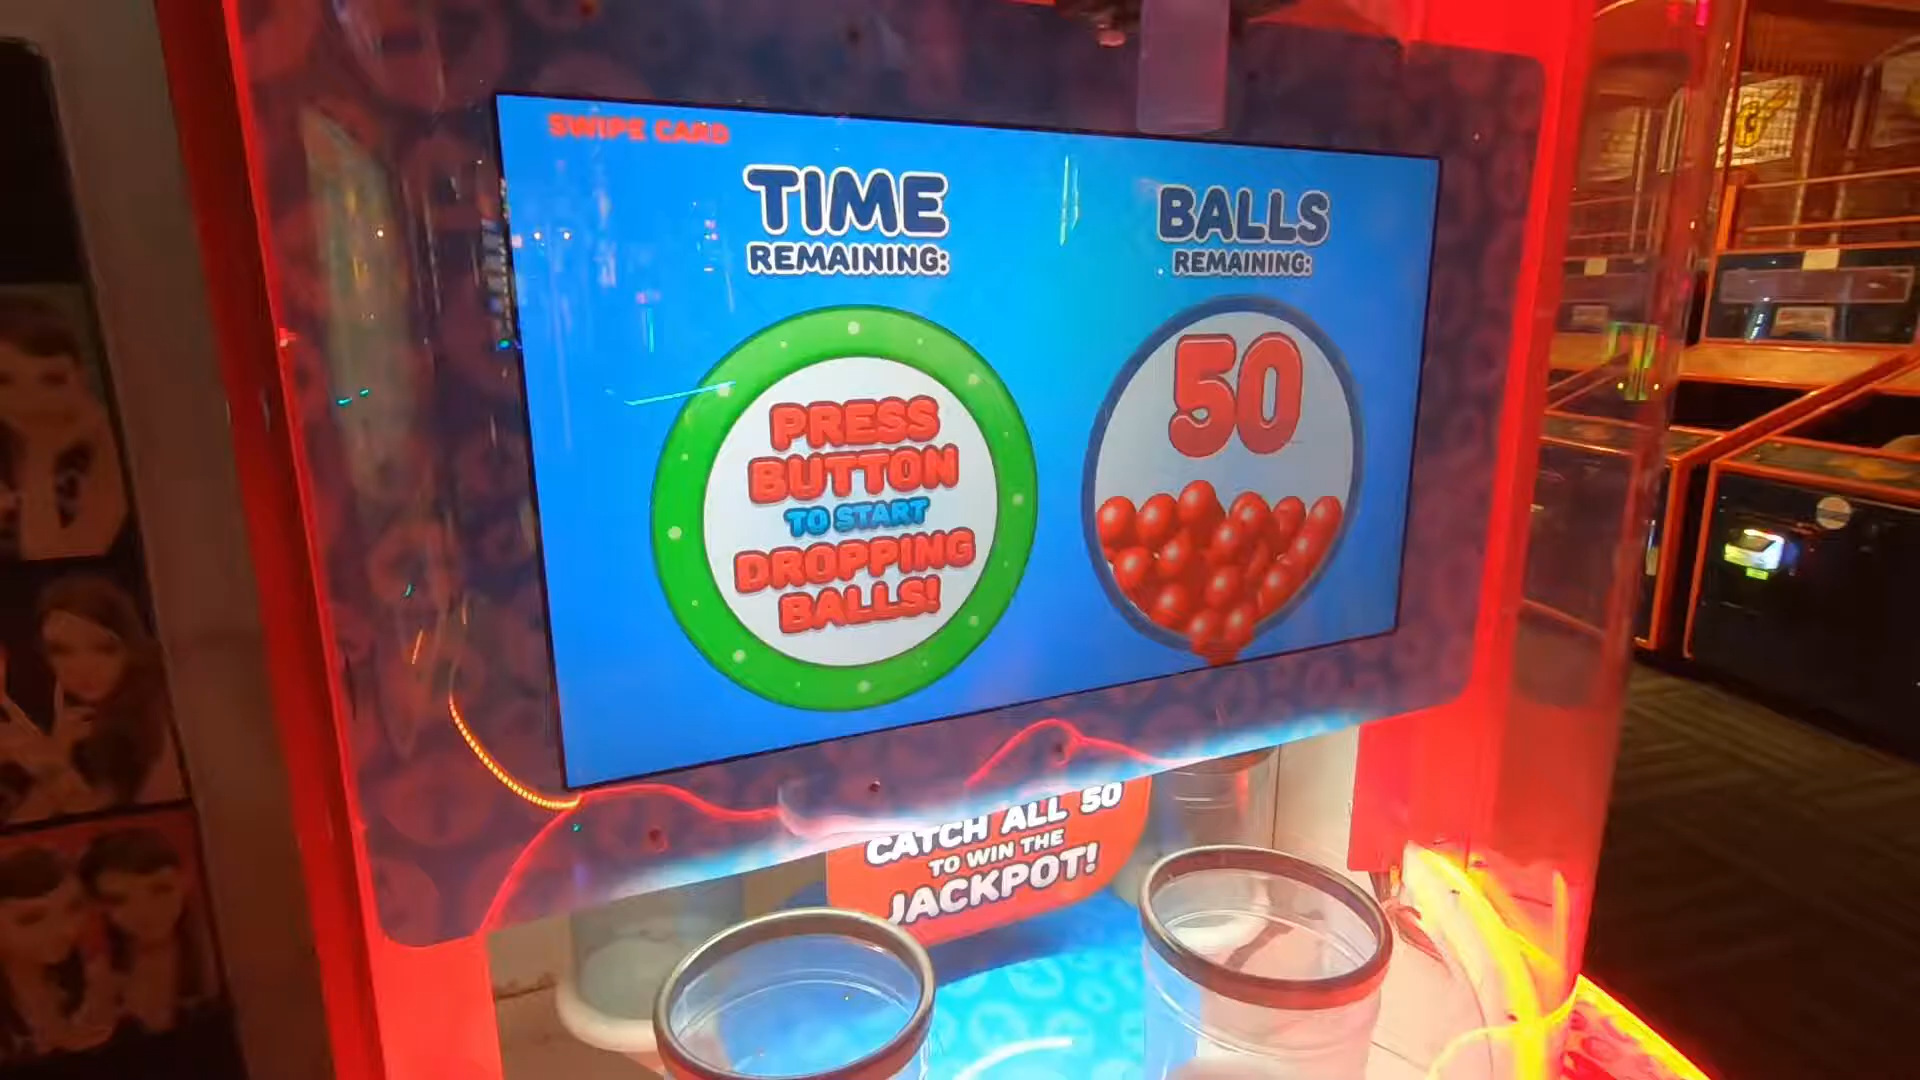 SWIPE CARD
TIME
REMAINING:
BALLS
REMAINING:
PRESS
BUTTON
TO START
DROPPING
BALLS!
50
CATCH ALL 50
TO WIN THE
JACKPOT!